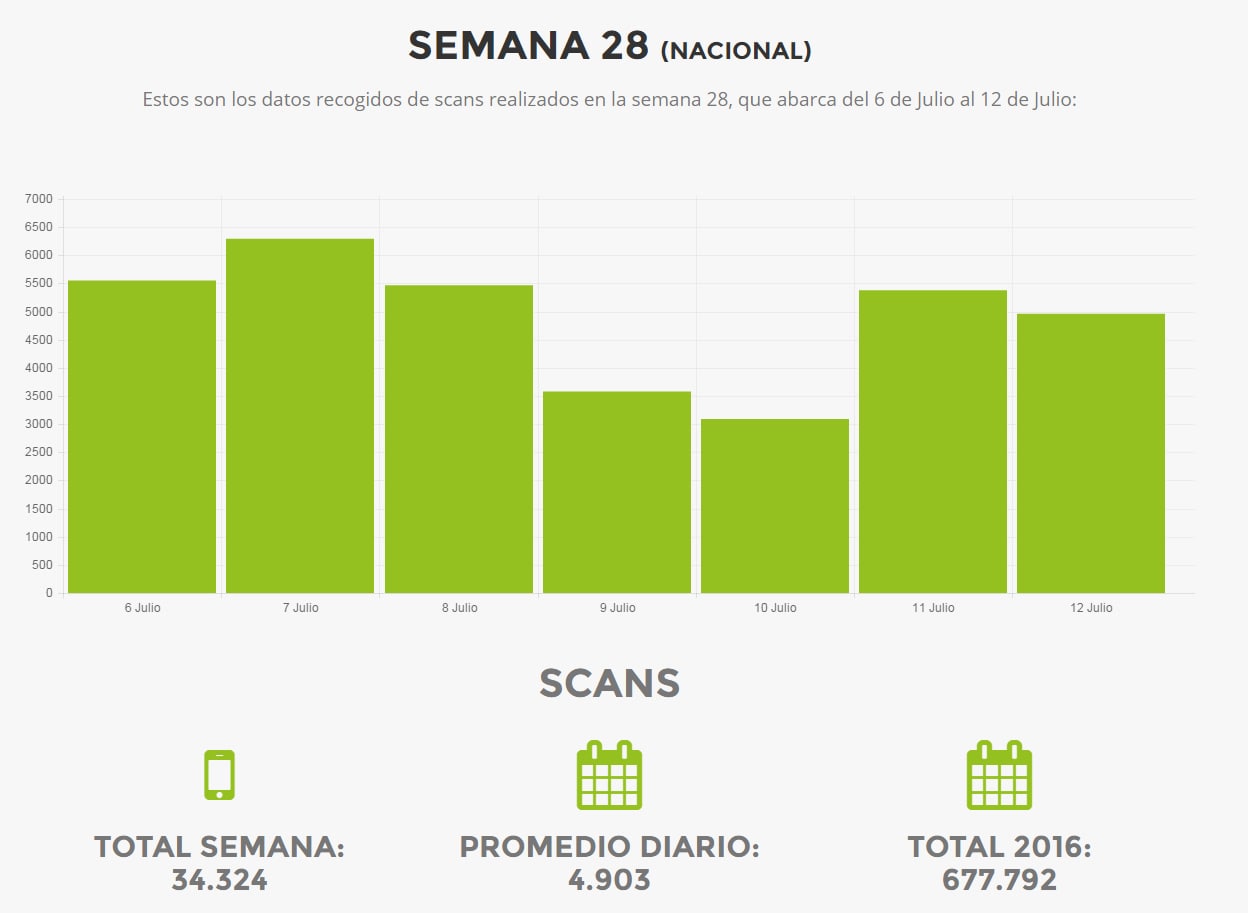 SEMANA 28 (NACIONAL)
Estos son los datos recogidos de scans realizados en la semana 28, que abarca del 6 de Julio al 12 de Julio:
7000
6500
6000
5500
5000
4500
4000
3500
3000
2500
2000
1500
1000
500
0
6 Julio 7 Julio 8 Julio 9 Julio 10 Julio 11 Julio 12 Julio
SCANS
TOTAL SEMANA: PROMEDIO DIARIO: TOTAL 2016:
34.324 4.903 677.792